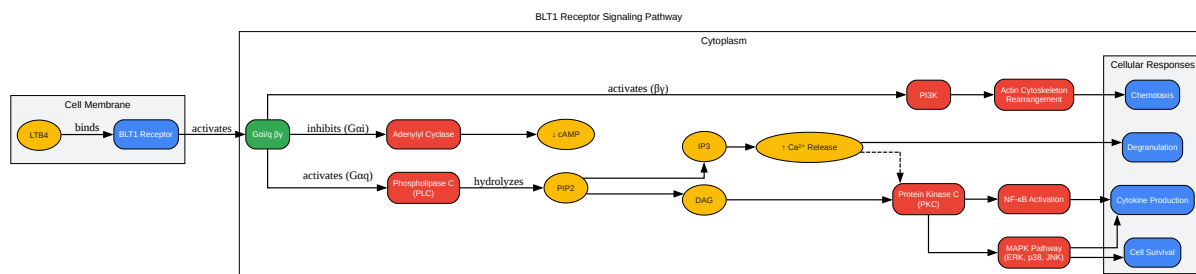 BLT1 Receptor Signaling Pathway
Cytoplasm
Cellular Responses
Cell Membrane
LTB4
binds
BLT1 Receptor
activates
Gαi/q βγ
activates (βγ)
PI3K
Actin Cytoskeleton
Rearrangement
Chemotaxis
inhibits (Gαi)
Adenylyl Cyclase
↓ cAMP
IP3
↑ Ca²⁺ Release
Degranulation
activates (Gαq)
Phospholipase C
(PLC)
hydrolyzes
PIP2
DAG
Protein Kinase C
(PKC)
NF-κB Activation
Cytokine Production
MAPK Pathway
(ERK, p38, JNK)
Cell Survival